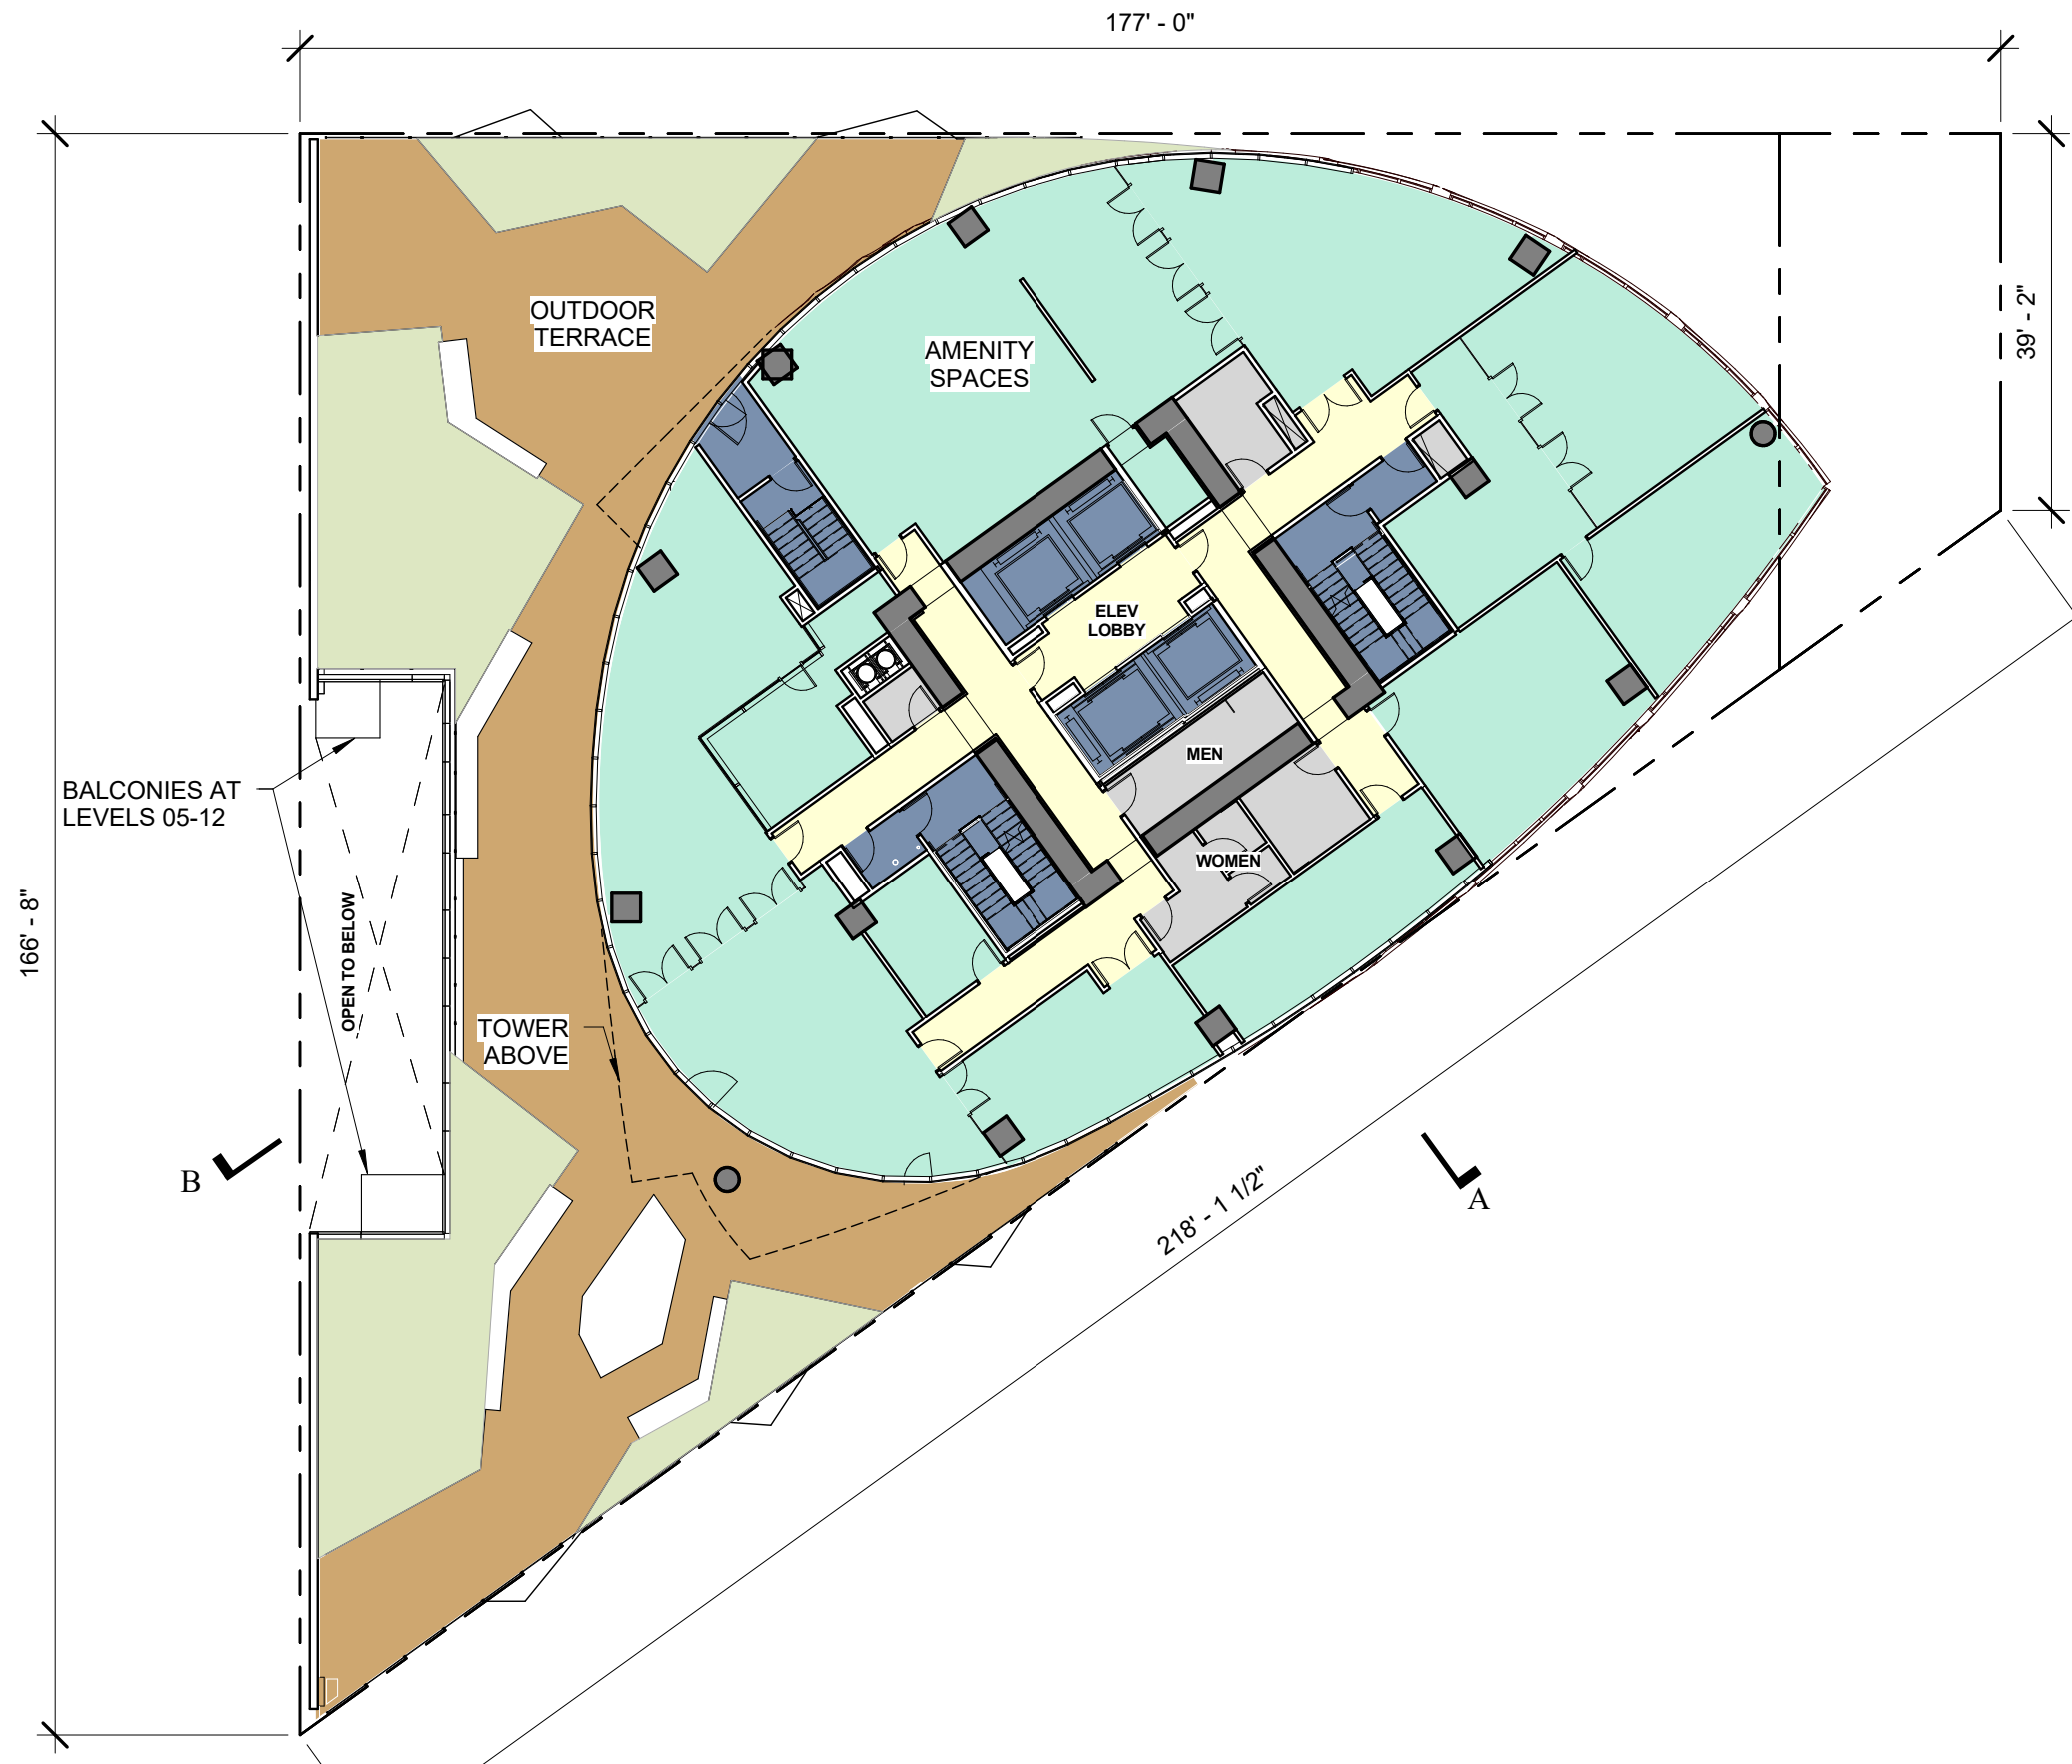 177' - 0"
39' - 2"
OUTDOOR
TERRACE
AMENITY
SPACES
ELEV
LOBBY
MEN
BALCONIES AT
LEVELS 05-12
WOMEN
166' - 8"
OPEN TO BELOW
TOWER
ABOVE
B
A
218' - 1 1/2"